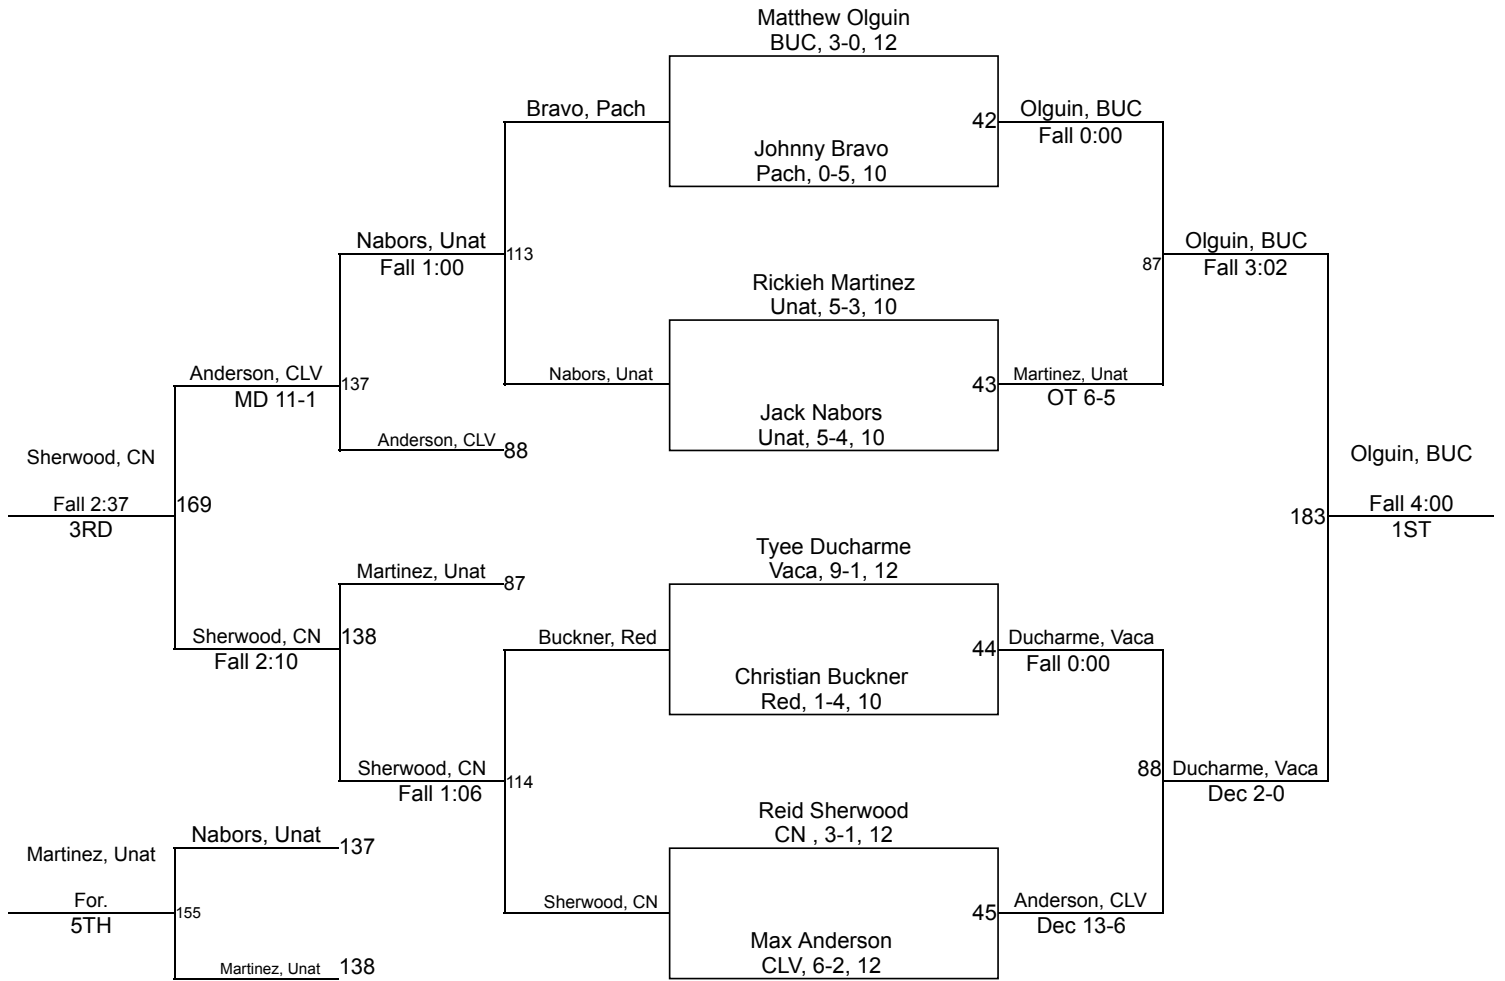 Matthew Olguin
BUC, 3-0, 12
Bravo, Pach
42
Olguin, BUC
Fall 0:00
Johnny Bravo
Pach, 0-5, 10
Nabors, Unat
Fall 1:00
113
Olguin, BUC
87
Fall 3:02
Rickieh Martinez
Unat, 5-3, 10
Anderson, CLV
MD 11-1
137
Nabors, Unat
43
Martinez, Unat
OT 6-5
Jack Nabors
Unat, 5-4, 10
Anderson, CLV
88
Sherwood, CN
Fall 2:37
3RD
169
Olguin, BUC
183
Fall 4:00
1ST
Tyee Ducharme
Vaca, 9-1, 12
Martinez, Unat
87
Sherwood, CN
138
Fall 2:10
Buckner, Red
44
Ducharme, Vaca
Fall 0:00
Christian Buckner
Red, 1-4, 10
Sherwood, CN
Fall 1:06
114
88
Ducharme, Vaca
Dec 2-0
Reid Sherwood
CN , 3-1, 12
Nabors, Unat
137
Martinez, Unat
For.
5TH
155
Sherwood, CN
45
Anderson, CLV
Dec 13-6
Max Anderson
CLV, 6-2, 12
Martinez, Unat
138